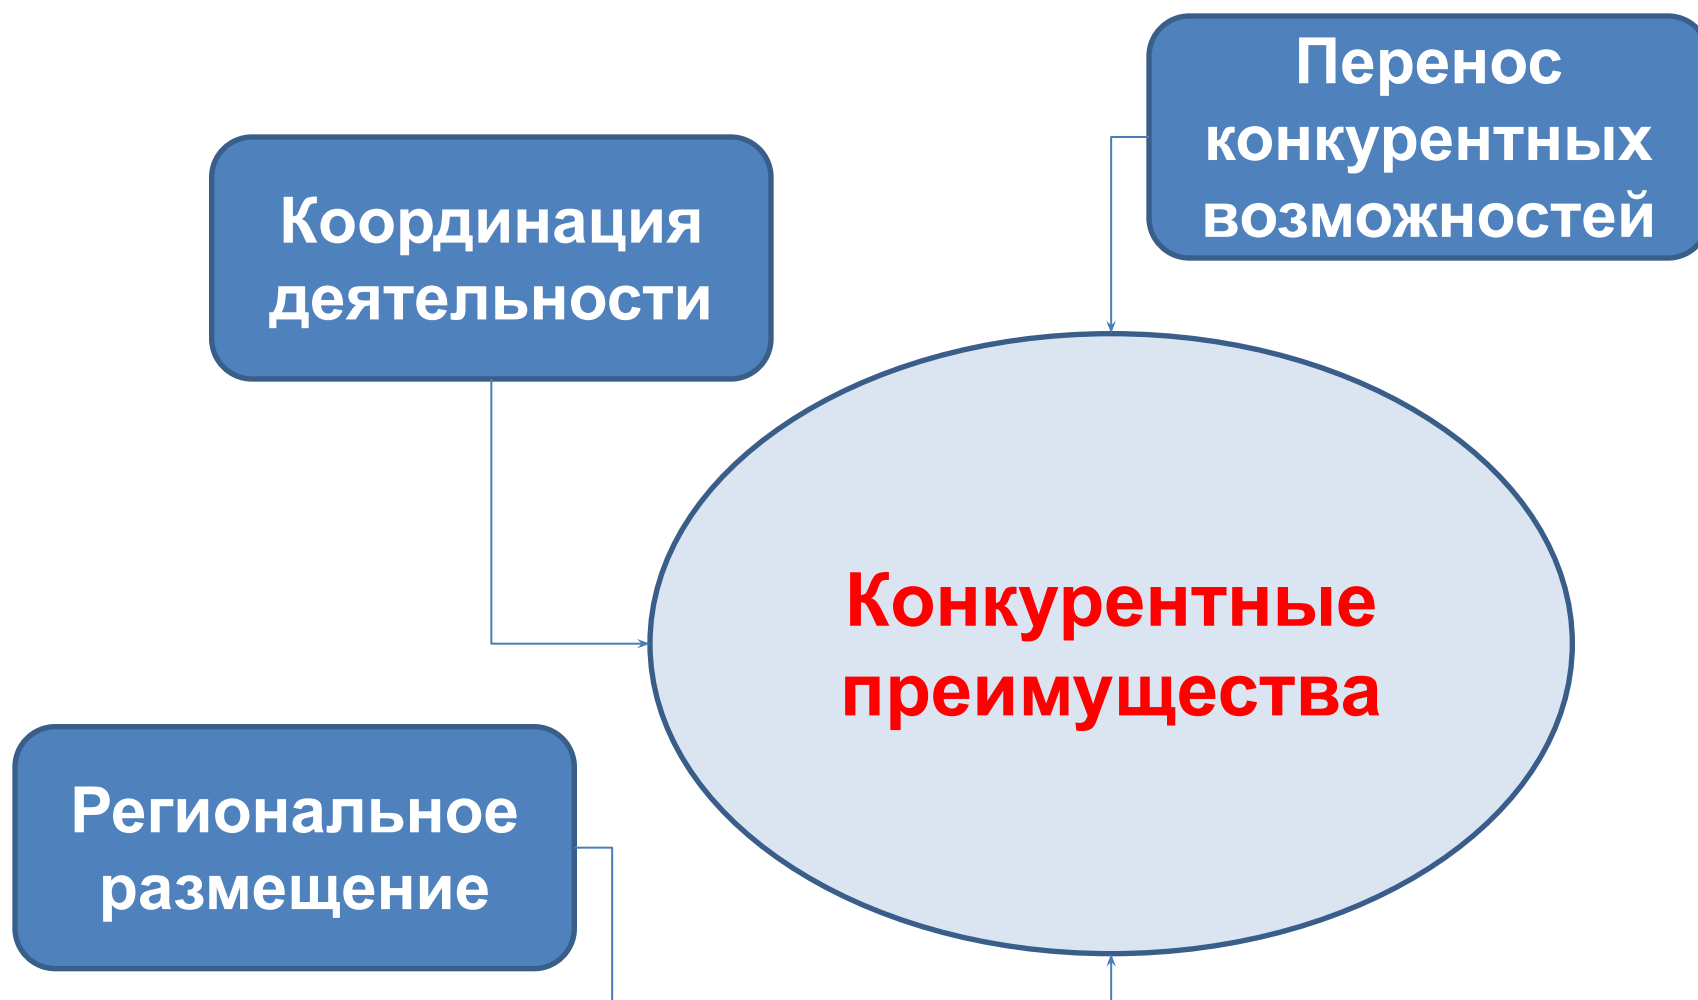 Перенос
конкурентных
возможностей
Координация
деятельности
Конкурентные
преимущества
Региональное
размещение